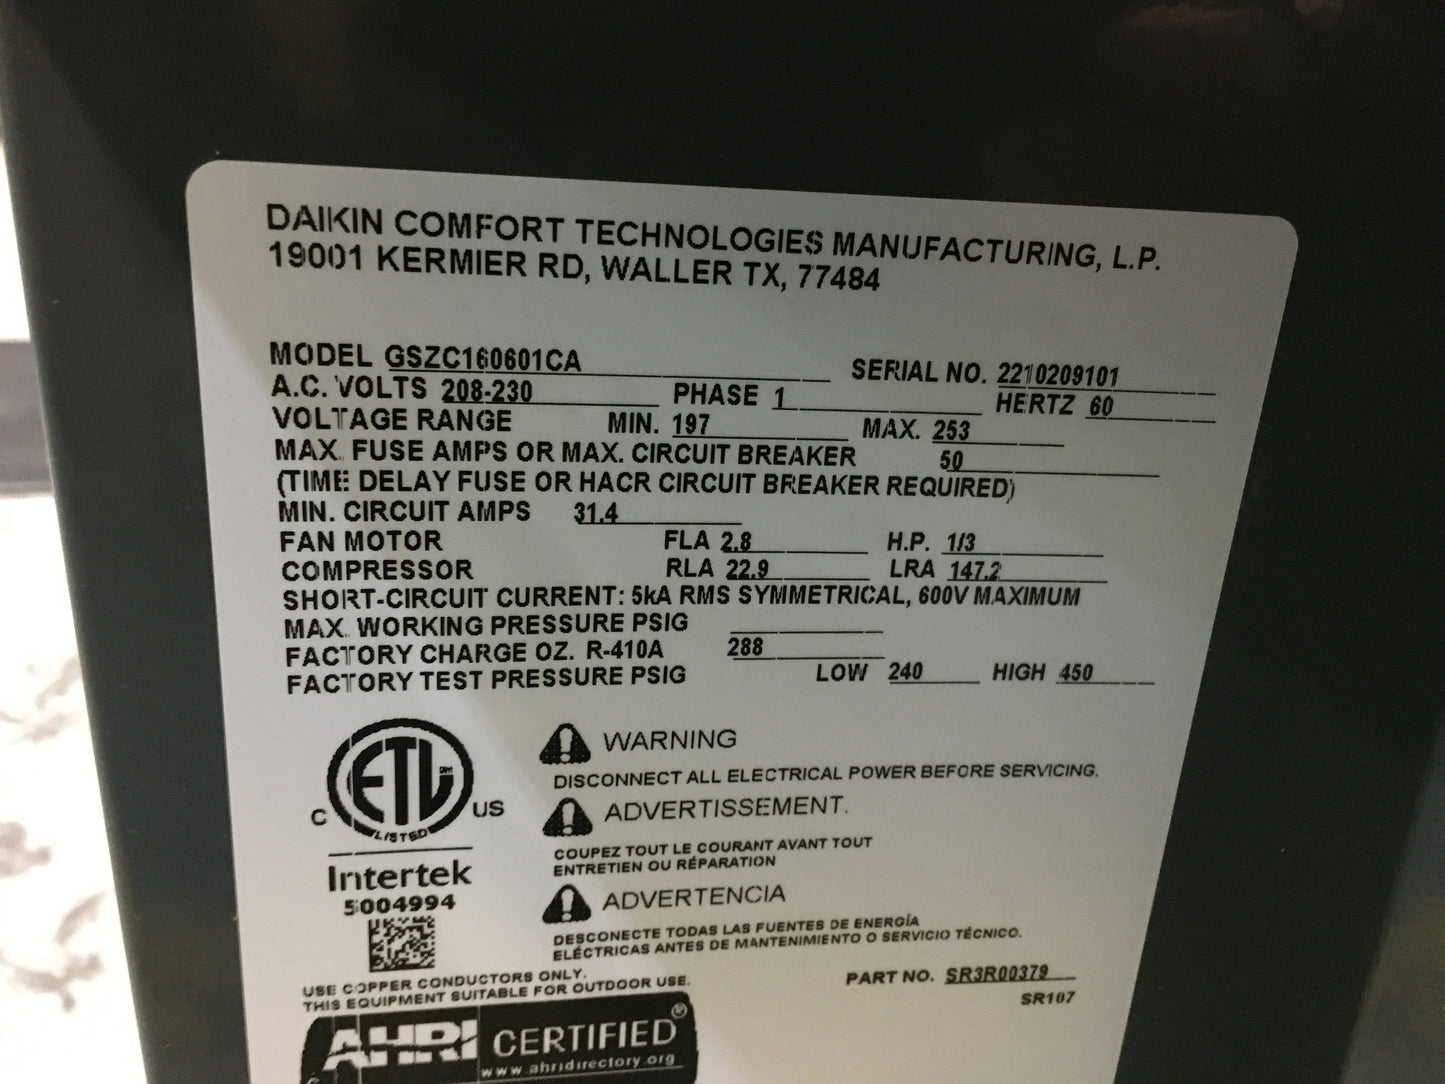 DAIKIN COMFORT TECHNOLOGIES MANUFACTURING, L.P.
19001 KERMIER RD, WALLER TX, 77484
MODEL GSZC160601CA SERIAL NO. 2210209101
A.C. VOLTS 208-230 PHASE 1 HERTZ 60
VOLTAGE RANGE MIN. 197 MAX. 253
MAX. FUSE AMPS OR MAX. CIRCUIT BREAKER 50
(TIME DELAY FUSE OR HACR CIRCUIT BREAKER REQUIRED)
MIN. CIRCUIT AMPS 31.4
FAN MOTOR FLA 2.8 H.P. 1/3
COMPRESSOR RLA 22.9 LRA 147.2
SHORT-CIRCUIT CURRENT: 5kA RMS SYMMETRICAL, 600V MAXIMUM
MAX. WORKING PRESSURE PSIG
FACTORY CHARGE OZ. R-410A 288
FACTORY TEST PRESSURE PSIG LOW 240 HIGH 450
C ETL US
LISTED
Intertek
5004994
WARNING
DISCONNECT ALL ELECTRICAL POWER BEFORE SERVICING.
ADVERTISSEMENT.
COUPEZ TOUT LE COURANT AVANT TOUT
ENTRETIEN OU RÉPARATION
ADVERTENCIA
DESCONECTE TODAS LAS FUENTES DE ENERGÍA
ELÉCTRICAS ANTES DE MANTENIMIENTO O SERVICIO TÉCNICO.
USE COPPER CONDUCTORS ONLY.
THIS EQUIPMENT SUITABLE FOR OUTDOOR USE.
PART NO. SR3R00379
SR107
AHRI CERTIFIED®
www.ahridirectory.org